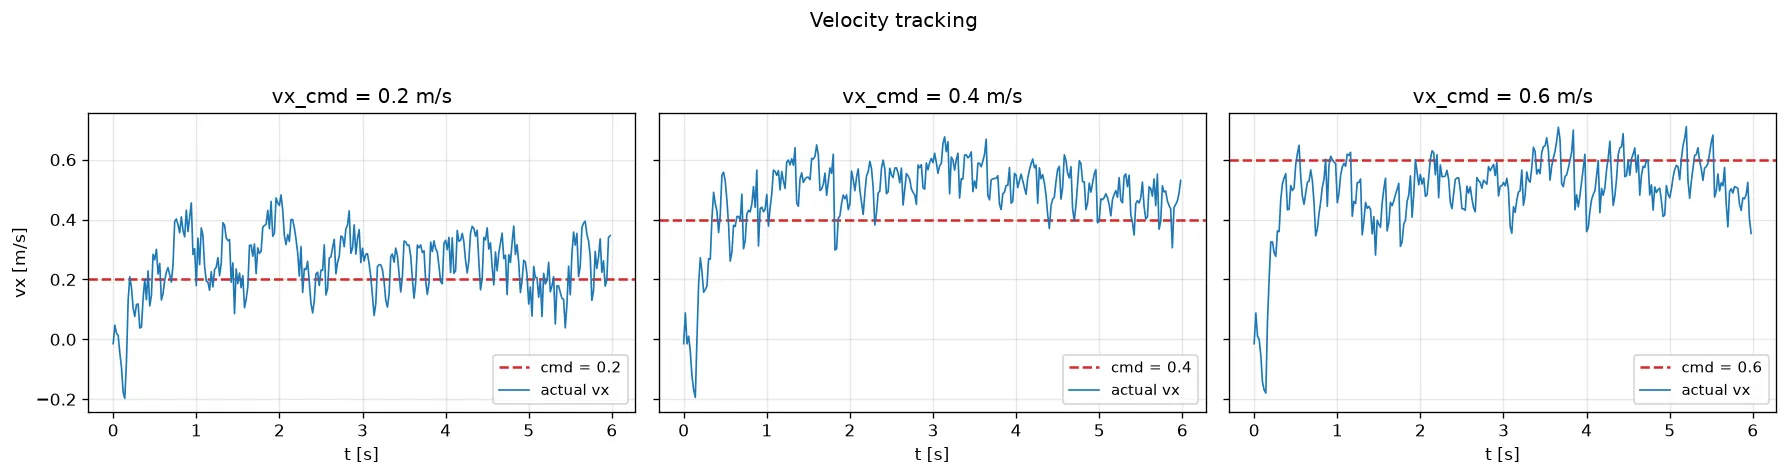 Velocity tracking
vx_cmd = 0.2 m/s
vx_cmd = 0.4 m/s
vx_cmd = 0.6 m/s
vx [m/s]
0.6
0.4
0.2
0.0
−0.2
cmd = 0.2
actual vx
cmd = 0.4
actual vx
cmd = 0.6
actual vx
0 1 2 3 4 5 6
0 1 2 3 4 5 6
0 1 2 3 4 5 6
t [s]
t [s]
t [s]